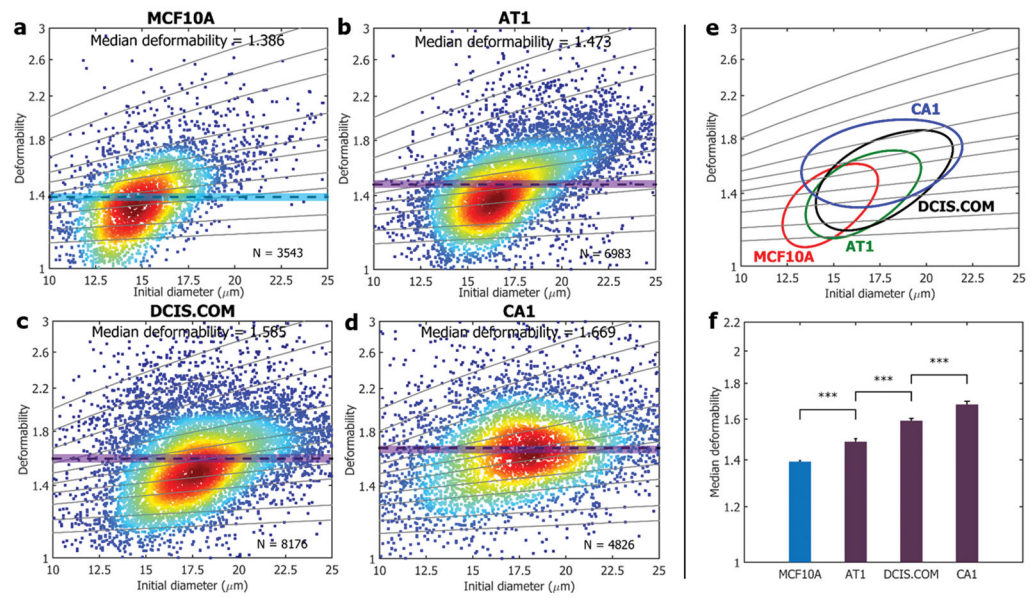 a
MCF10A
Median deformability = 1.386
Deformability
3
2.6
2.2
1.8
1.4
1
N = 3543
10 12.5 15 17.5 20 22.5 25
Initial diameter (μm)
b
AT1
Median deformability = 1.473
Deformability
3
2.6
2.2
1.8
1.4
1
N = 6983
10 12.5 15 17.5 20 22.5 25
Initial diameter (μm)
c
DCIS.COM
Median deformability = 1.585
Deformability
3
2.6
2.2
1.8
1.4
1
N = 8176
10 12.5 15 17.5 20 22.5 25
Initial diameter (μm)
d
CA1
Median deformability = 1.669
Deformability
3
2.6
2.2
1.8
1.4
1
N = 4826
10 12.5 15 17.5 20 22.5 25
Initial diameter (μm)
e
Deformability
3
2.6
2.2
1.8
1.4
1
CA1
DCIS.COM
AT1
MCF10A
10 12.5 15 17.5 20 22.5 25
Initial diameter (μm)
f
Median deformability
2.2
2
1.8
1.6
1.4
1.2
1
***
***
***
MCF10A AT1 DCIS.COM CA1